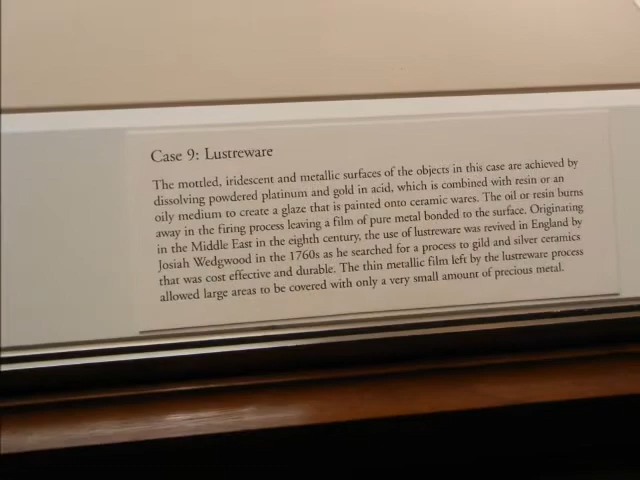 Case 9: Lustreware
The mottled, iridescent and metallic surfaces of the objects in this case are achieved by
dissolving powdered platinum and gold in acid, which is combined with resin or an
oily medium to create a glaze that is painted onto ceramic wares. The oil or resin burns
away in the firing process leaving a film of pure metal bonded to the surface. Originating
in the Middle East in the eighth century, the use of lustreware was revived in England by
Josiah Wedgwood in the 1760s as he searched for a process to gild and silver ceramics
that was cost effective and durable. The thin metallic film left by the lustreware process
allowed large areas to be covered with only a very small amount of precious metal.